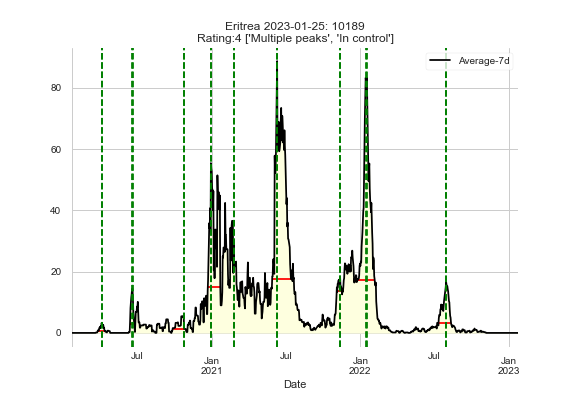 Eritrea 2023-01-25: 10189
Rating:4 ['Multiple peaks', 'In control']
Average-7d
80
60
40
20
0
Jul
Jan
2021
Jul
Jan
2022
Jul
Jan
2023
Date